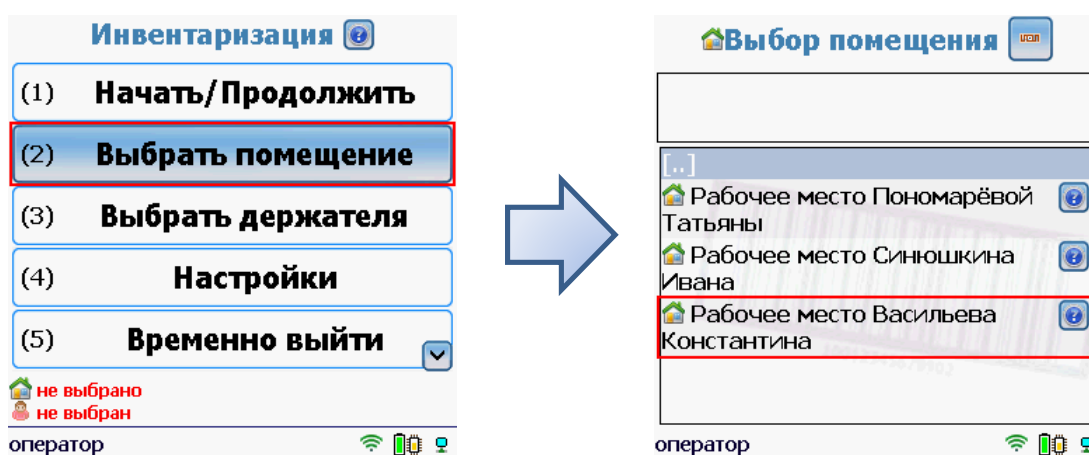 Инвентаризация
(1) Начать/Продолжить
(2) Выбрать помещение
(3) Выбрать держателя
(4) Настройки
(5) Временно выйти
не выбрано
не выбран
оператор
Выбор помещения
[..]
Рабочее место Пономарёвой
Татьяны
Рабочее место Синюшкина
Ивана
Рабочее место Васильева
Константина
оператор